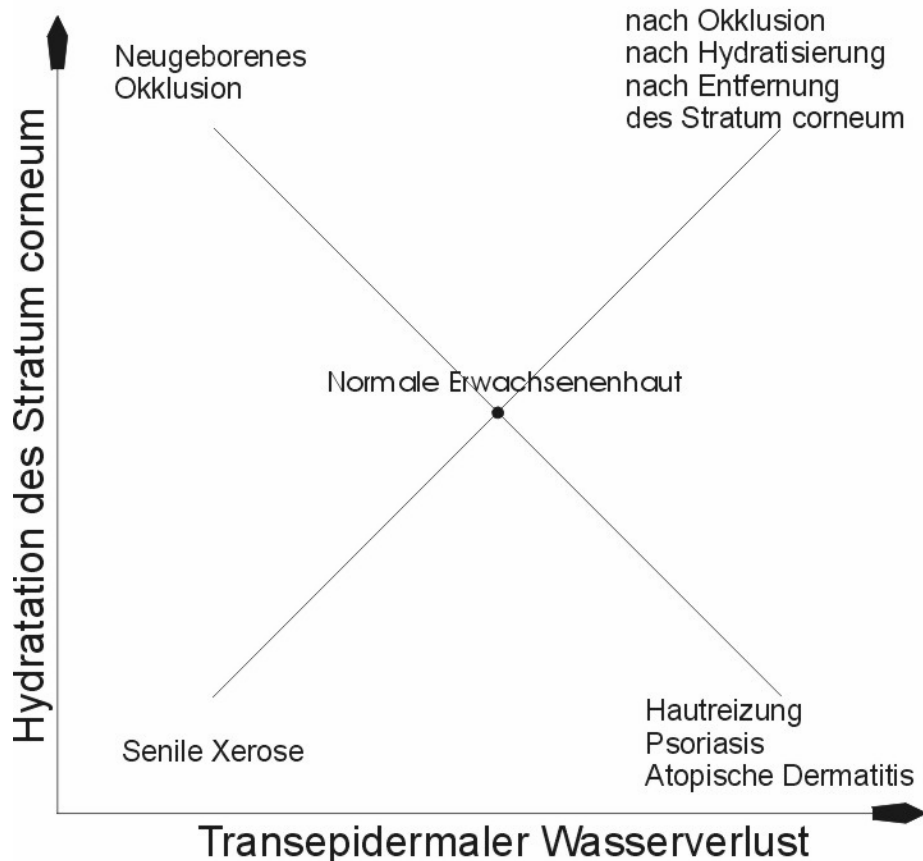 Neugeborenes
Okklusion
nach Okklusion
nach Hydratisierung
nach Entfernung
des Stratum corneum
Hydratation des Stratum corneum
Normale Erwachsenenhaut
Senile Xerose
Hautreizung
Psoriasis
Atopische Dermatitis
Transepidermaler Wasserverlust